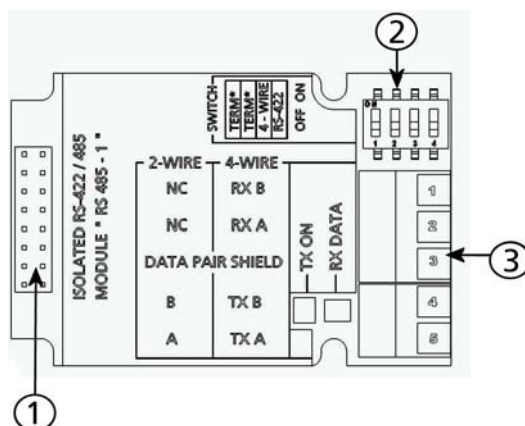 2
SWITCH
TERM*
TERM*
4 - WIRE
RS-422
OFF ON
ON
1 2 3 4
ISOLATED RS-422 / 485
MODULE " RS 485 - 1 "
2-WIRE 4-WIRE
NC RX B
NC RX A
DATA PAIR SHIELD
B TX B
A TX A
TX ON
RX DATA
1
2
3
4
5
3
1